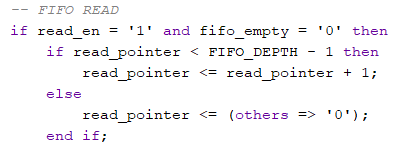 -- FIFO READ
if read_en = '1' and fifo_empty = '0' then
if read_pointer < FIFO_DEPTH - 1 then
read_pointer <= read_pointer + 1;
else
read_pointer <= (others => '0');
end if;